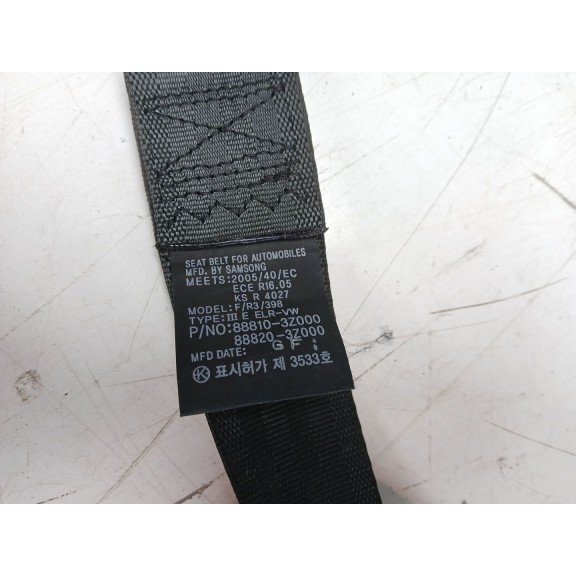 SEAT BELT FOR AUTOMOBILES
MFD. BY SAMSONG
MEETS:2005/40/EC
ECE R16.05
KS R 4027
MODEL: F/R3/398
TYPE: III E ELR-VW
P/NO:88810-3Z000
88820-3Z000
MFD DATE: G F
K 표시허가 제 3533호